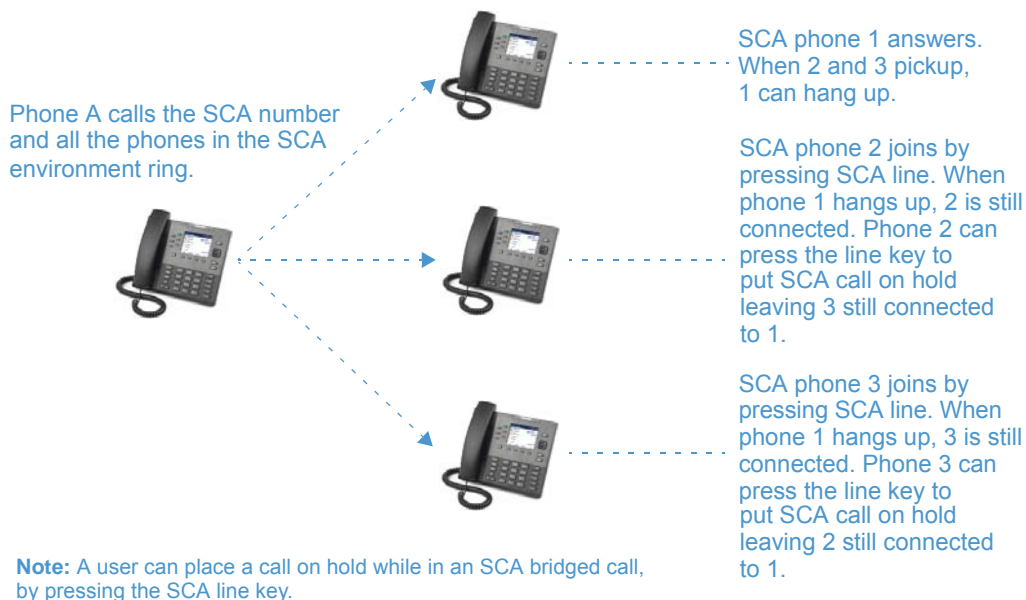 Phone A calls the SCA number
and all the phones in the SCA
environment ring.
SCA phone 1 answers.
When 2 and 3 pickup,
1 can hang up.
SCA phone 2 joins by
pressing SCA line. When
phone 1 hangs up, 2 is still
connected. Phone 2 can
press the line key to
put SCA call on hold
leaving 3 still connected
to 1.
SCA phone 3 joins by
pressing SCA line. When
phone 1 hangs up, 3 is still
connected. Phone 3 can
press the line key to
put SCA call on hold
leaving 2 still connected
to 1.
Note: A user can place a call on hold while in an SCA bridged call,
by pressing the SCA line key.